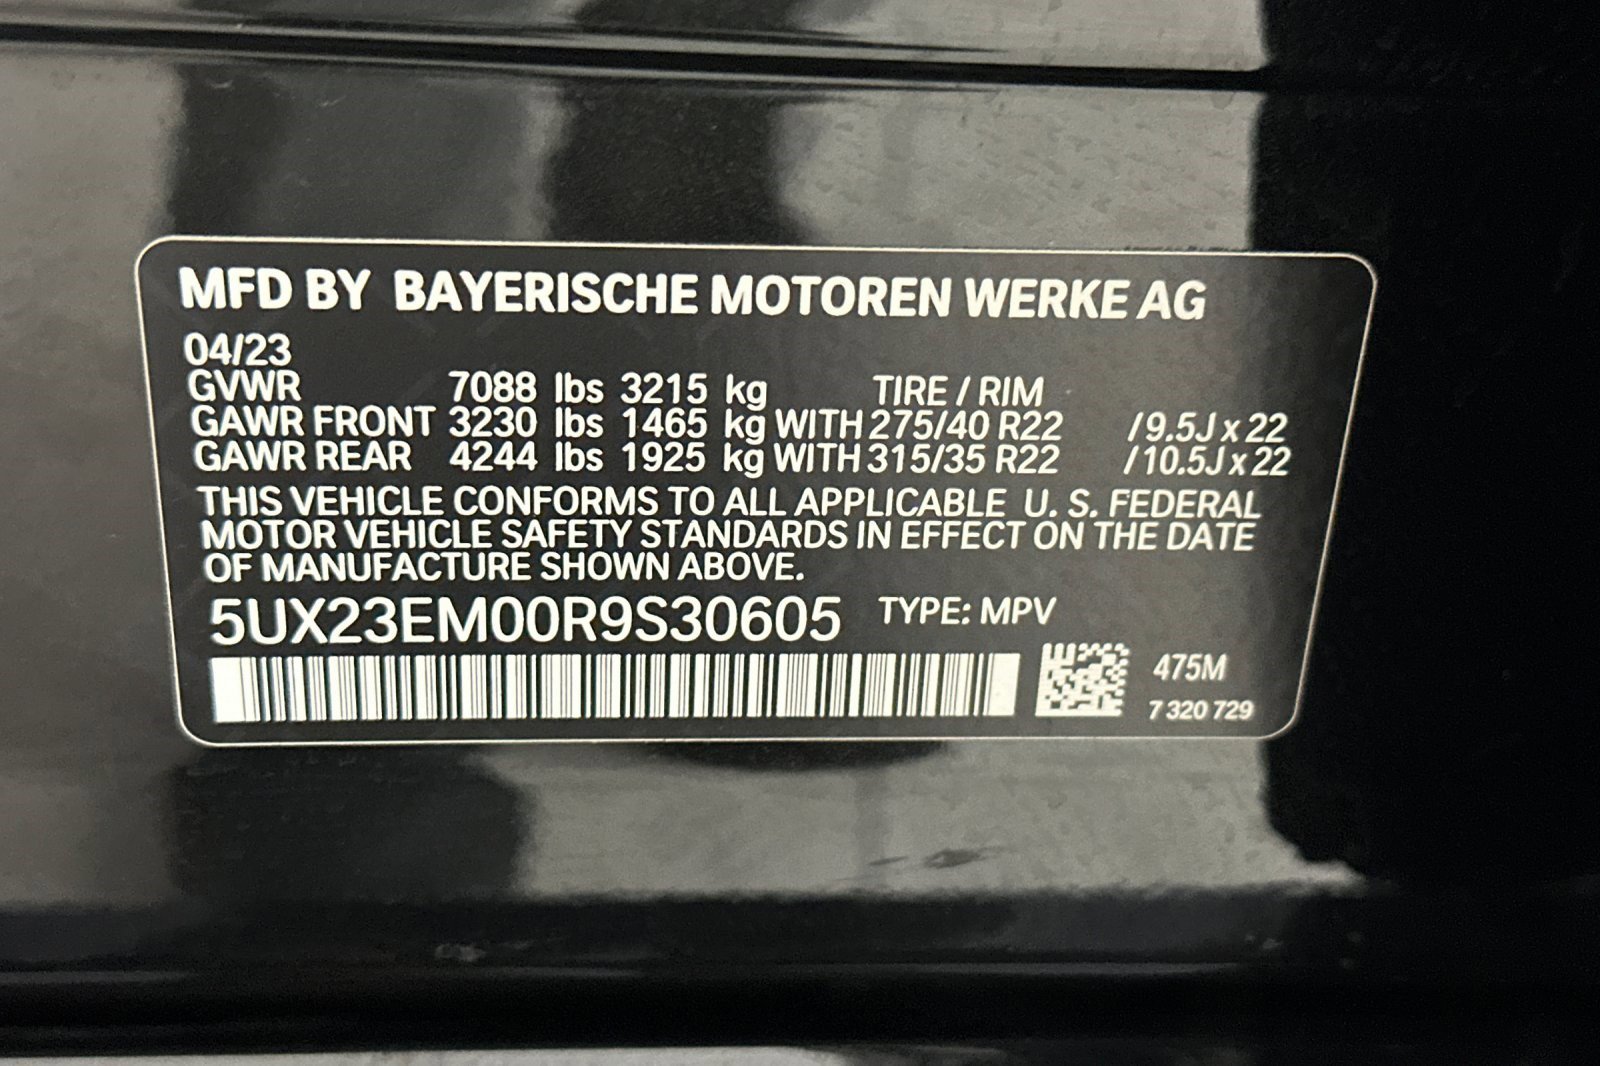 MFD BY BAYERISCHE MOTOREN WERKE AG
04/23
GVWR 7088 lbs 3215 kg TIRE / RIM
GAWR FRONT 3230 lbs 1465 kg WITH 275/40 R22 / 9.5J x 22
GAWR REAR 4244 lbs 1925 kg WITH 315/35 R22 / 10.5J x 22
THIS VEHICLE CONFORMS TO ALL APPLICABLE U. S. FEDERAL
MOTOR VEHICLE SAFETY STANDARDS IN EFFECT ON THE DATE
OF MANUFACTURE SHOWN ABOVE.
5UX23EM00R9S30605 TYPE: MPV
475M
7 320 729